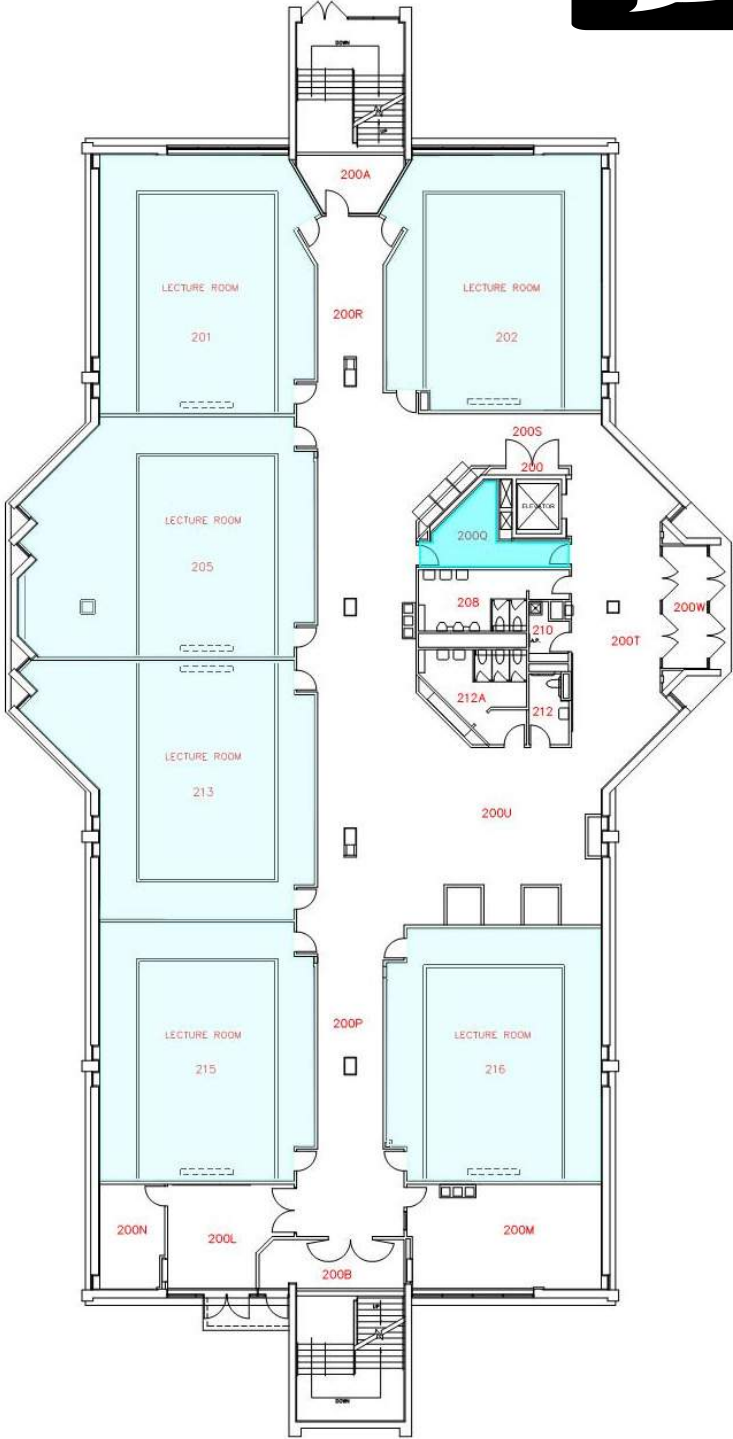 DOWN
UP
200A
LECTURE ROOM
201
LECTURE ROOM
202
200R
200S
200
ELEVATOR
200Q
LECTURE ROOM
205
208
210
A.P.
200W
200T
212A
212
LECTURE ROOM
213
200U
200P
LECTURE ROOM
215
LECTURE ROOM
216
200N
200L
200M
200B
UP
DOWN